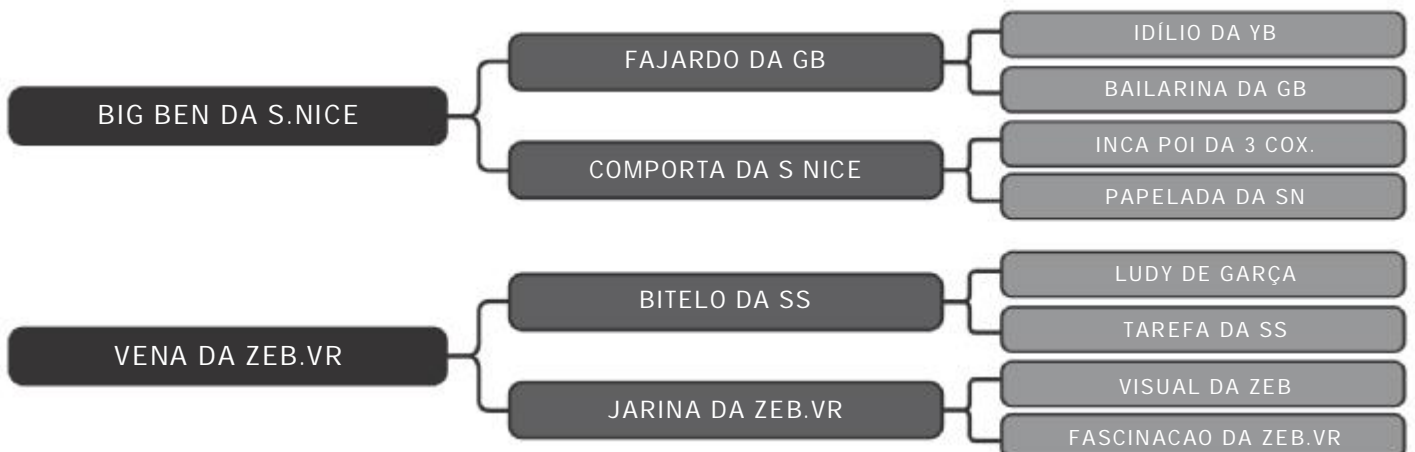 BIG BEN DA S.NICE
FAJARDO DA GB
IDÍLIO DA YB
BAILARINA DA GB
COMPORTA DA S NICE
INCA POI DA 3 COX.
PAPELADA DA SN
VENA DA ZEB.VR
BITELO DA SS
LUDY DE GARÇA
TAREFA DA SS
JARINA DA ZEB.VR
VISUAL DA ZEB
FASCINACAO DA ZEB.VR